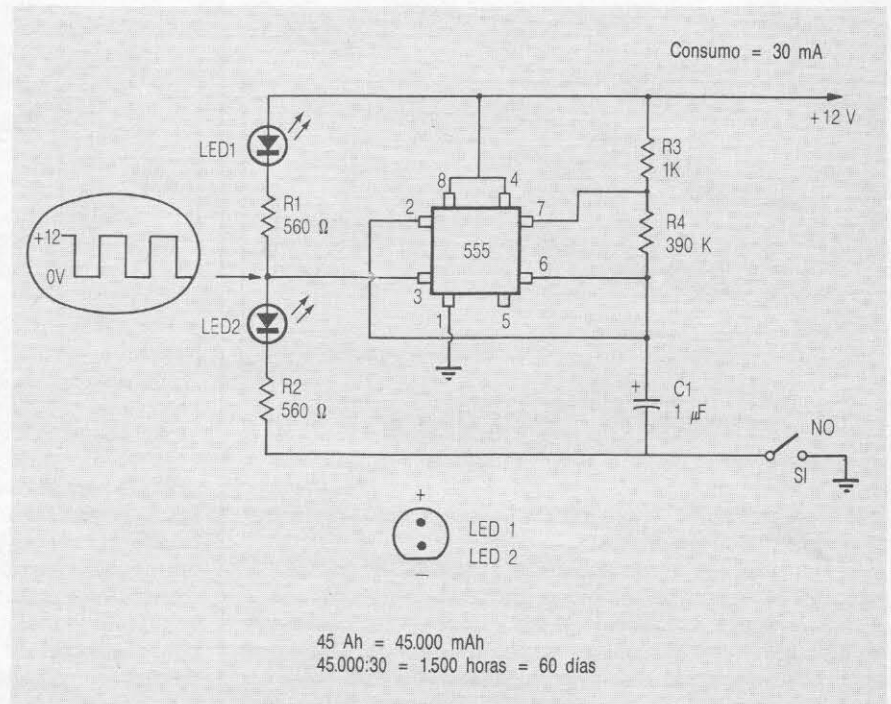 Consumo = 30 mA
+12 V
LED1
R1
560 Ω
R3
1K
8
4
2
7
R4
390 K
+12
0V
555
3
6
LED2
1
5
R2
560 Ω
+
C1
1 μF
NO
SI
+
LED 1
LED 2
–
45 Ah = 45.000 mAh
45.000:30 = 1.500 horas = 60 días